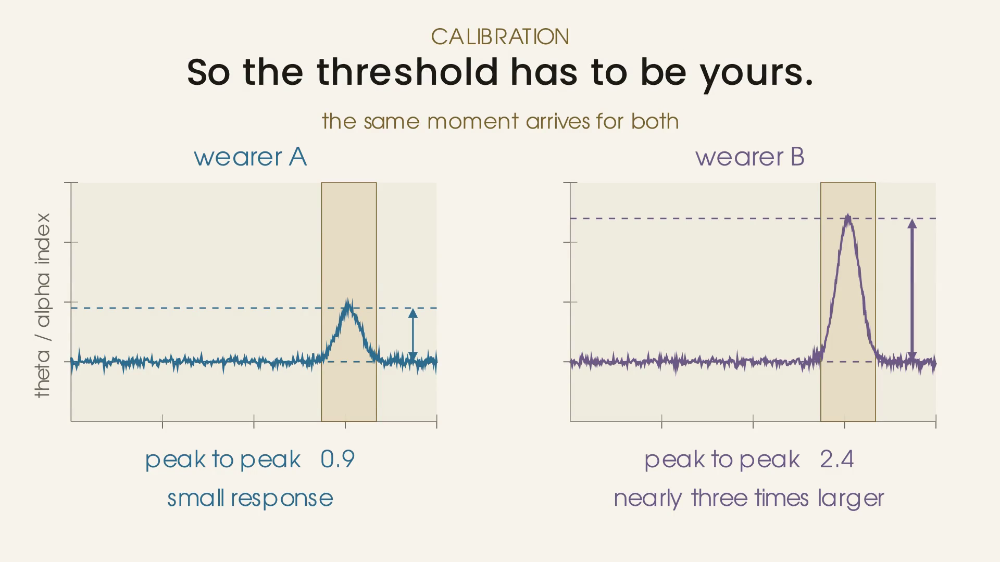 CALIBRATION
So the threshold has to be yours.
the same moment arrives for both
wearer A
wearer B
theta / alpha index
peak to peak 0.9
small response
peak to peak 2.4
nearly three times larger